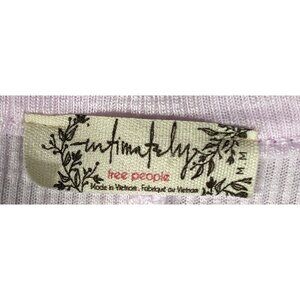 intimately
free people
Made in Vietnam. Fabriqué au Vietnam
M M